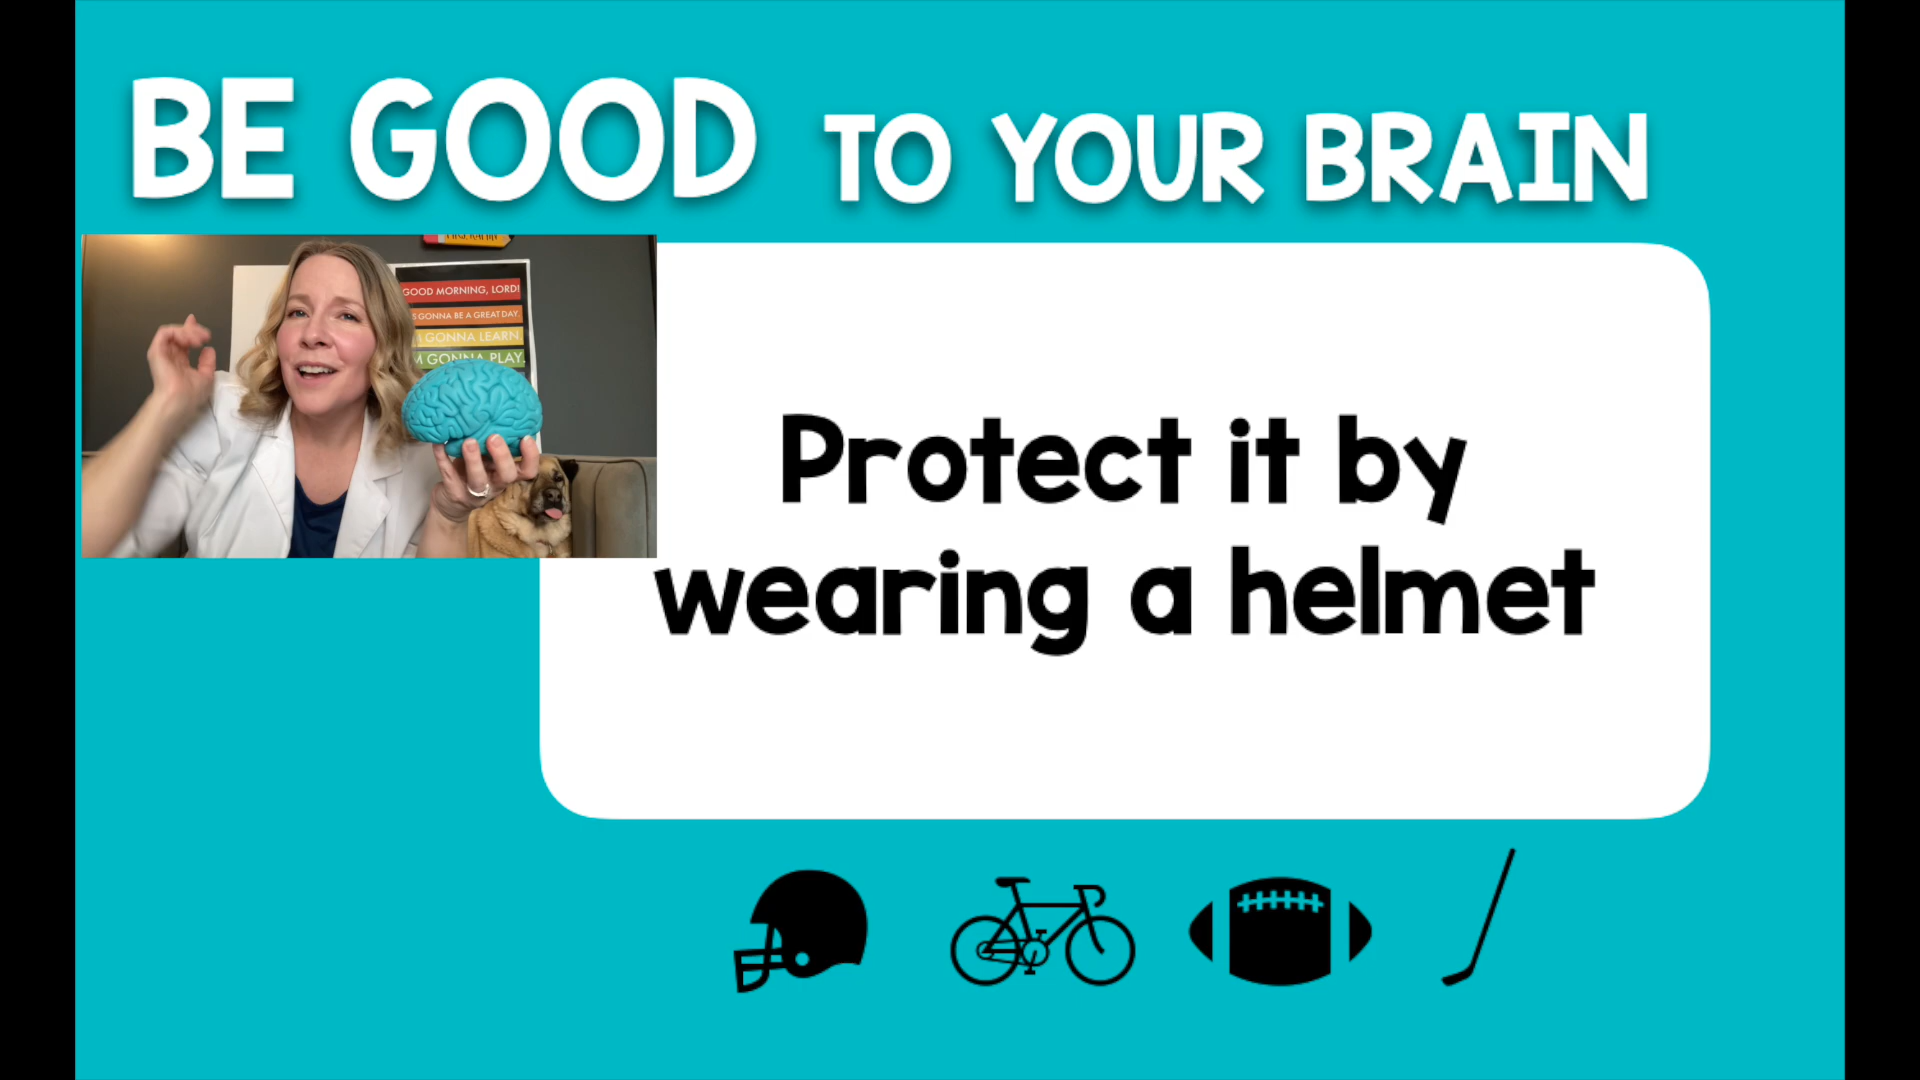 BE GOOD TO YOUR BRAIN
GOOD MORNING, LORD!
GONNA BE A GREAT DAY.
GONNA LEARN.
GONNA PLAY.
Protect it by
wearing a helmet